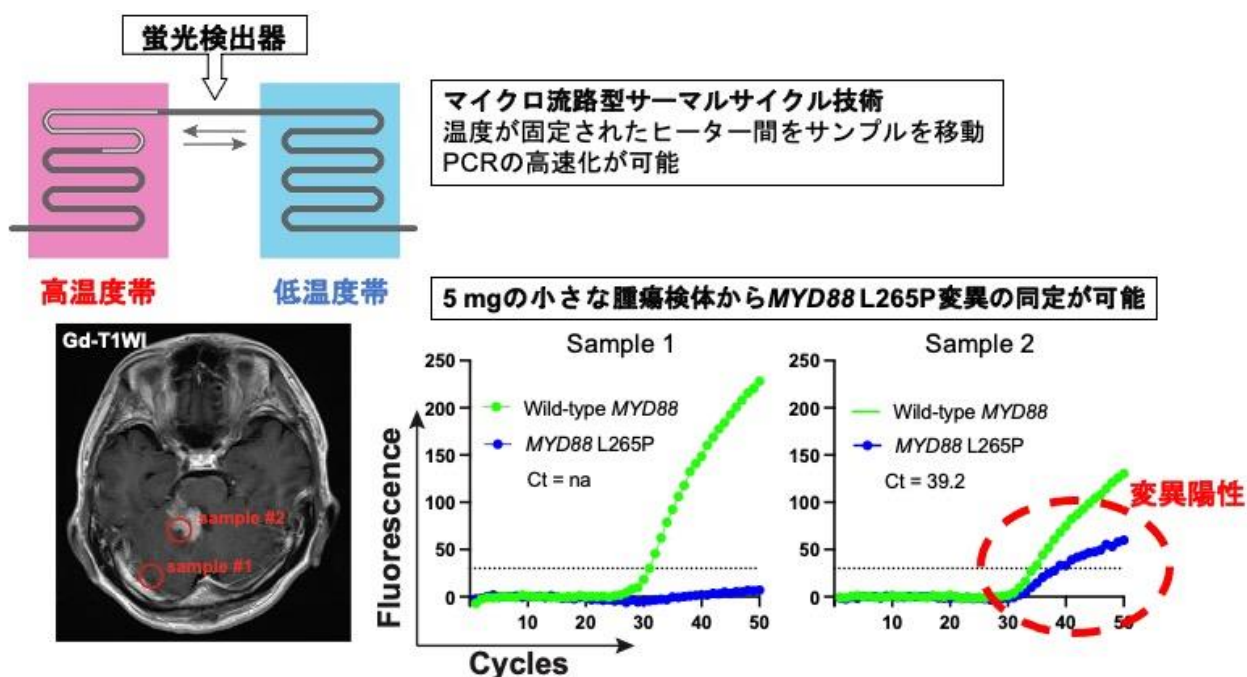 蛍光検出器
マイクロ流路型サーマルサイクル技術
温度が固定されたヒーター間をサンプルを移動
PCRの高速化が可能
高温度帯
低温度帯
5 mgの小さな腫瘍検体からMYD88 L265P変異の同定が可能
Gd-T1WI
sample #2
sample #1
Sample 1
250
200
150
100
50
0
10 20 30 40 50
Wild-type MYD88
MYD88 L265P
Ct = na
Fluorescence
Cycles
Sample 2
250
200
150
100
50
0
10 20 30 40 50
Wild-type MYD88
MYD88 L265P
Ct = 39.2
変異陽性